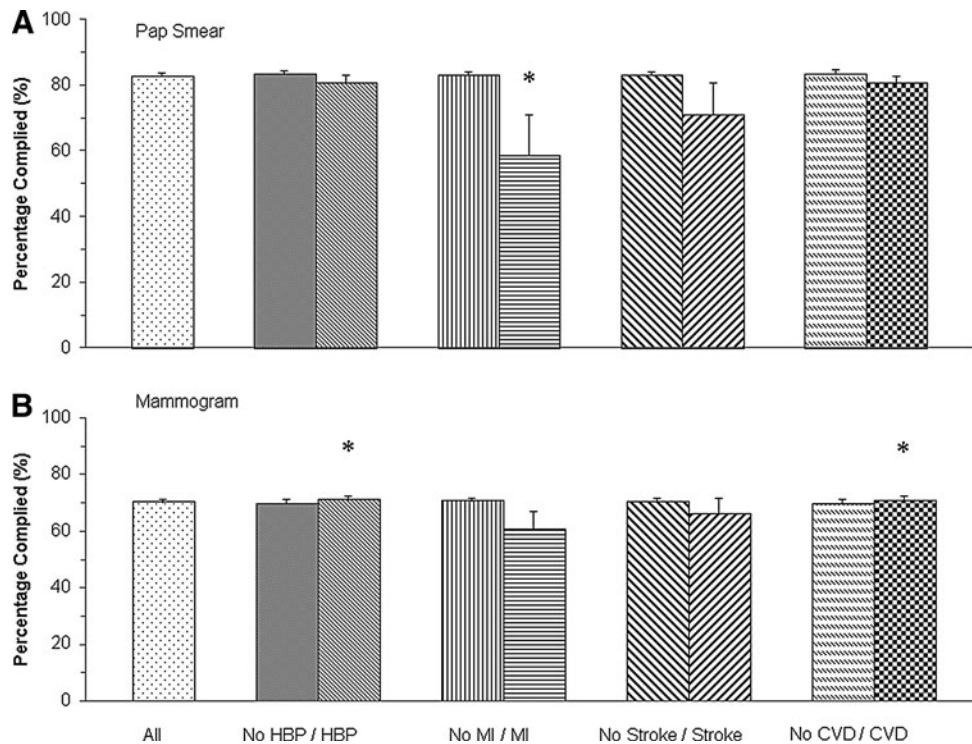 A
Pap Smear
Percentage Complied (%)
100
80
60
40
20
0
*
B
Mammogram
Percentage Complied (%)
100
80
60
40
20
0
*
*
All
No HBP / HBP
No MI / MI
No Stroke / Stroke
No CVD / CVD